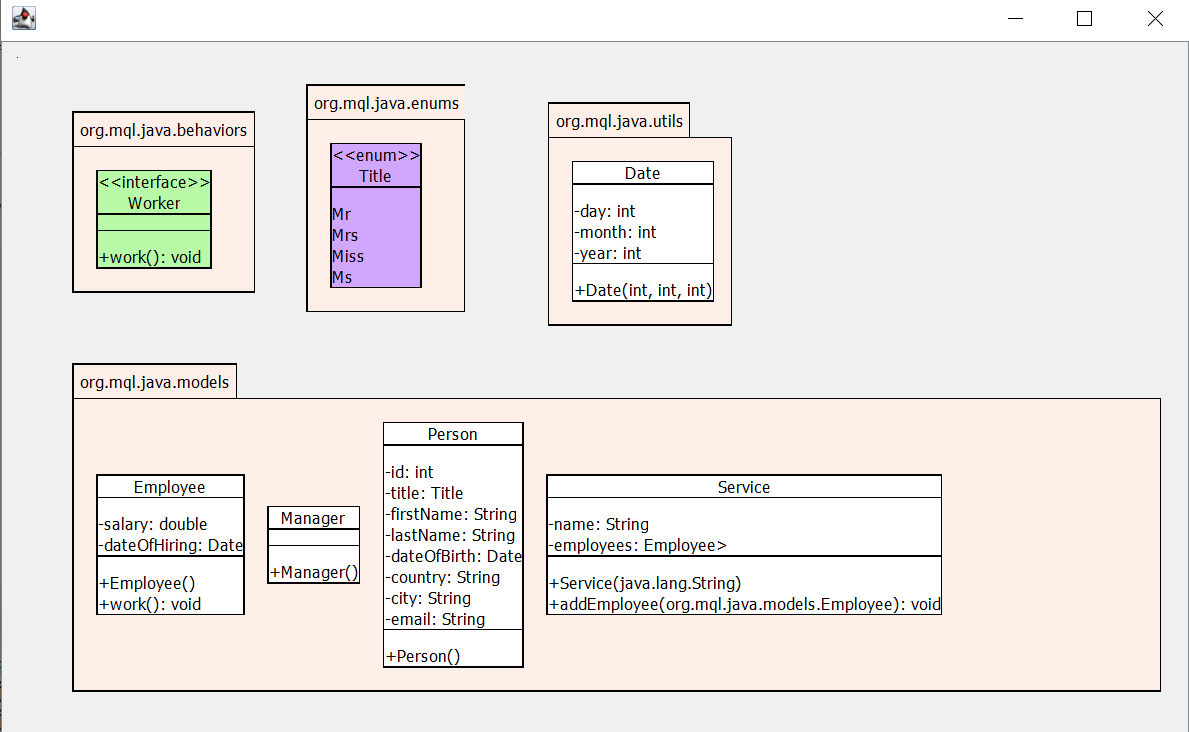 org.mql.java.behaviors
<<interface>>
Worker
+work(): void
org.mql.java.enums
<<enum>>
Title
Mr
Mrs
Miss
Ms
org.mql.java.utils
Date
-day: int
-month: int
-year: int
+Date(int, int, int)
org.mql.java.models
Employee
-salary: double
-dateOfHiring: Date
+Employee()
+work(): void
Manager
+Manager()
Person
-id: int
-title: Title
-firstName: String
-lastName: String
-dateOfBirth: Date
-country: String
-city: String
-email: String
+Person()
Service
-name: String
-employees: Employee>
+Service(java.lang.String)
+addEmployee(org.mql.java.models.Employee): void